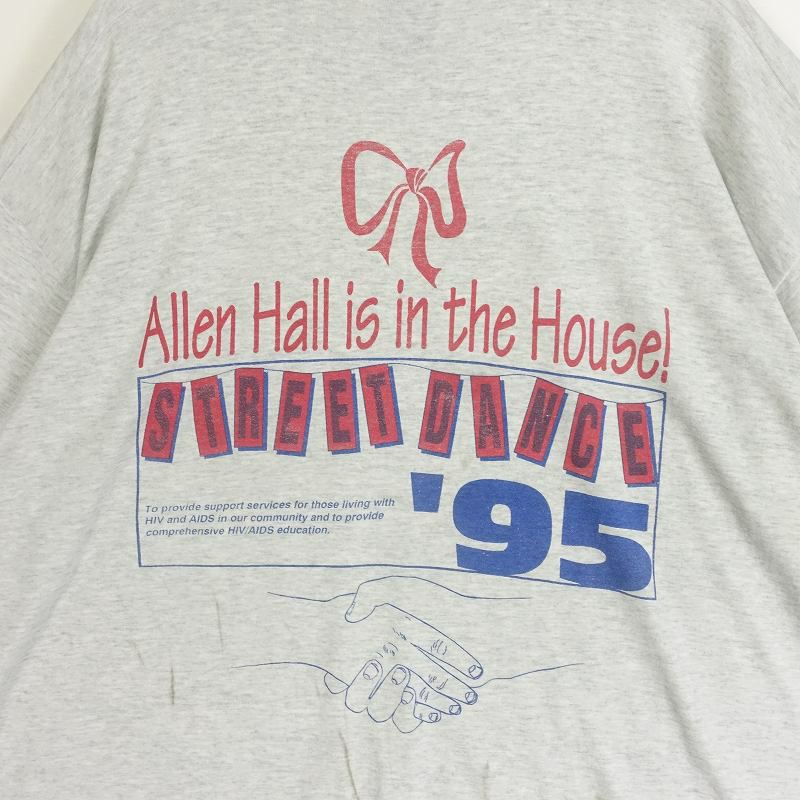 Allen Hall is in the House!
STREET DANCE
'95
To provide support services for those living with
HIV and AIDS in our community and to provide
comprehensive HIV/AIDS education.